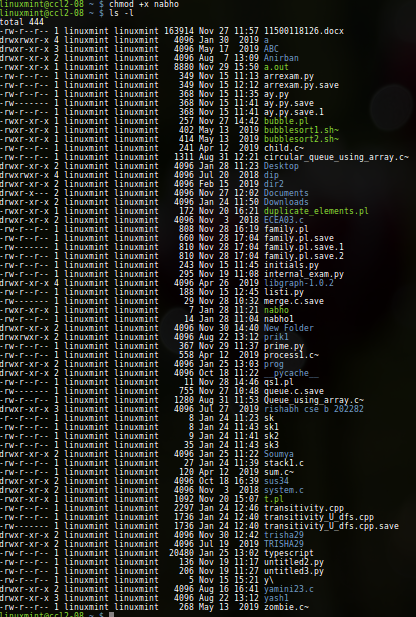 linuxmint@ccl2-08 ~ $ chmod +x nabho
linuxmint@ccl2-08 ~ $ ls -l
total 444
-rw-r--r-- 1 linuxmint linuxmint 163914 Nov 27 11:57 11500118126.docx
drwxrwxr-x 4 linuxmint linuxmint   4096 Jan 30  2019 a
drwxr-xr-x 3 linuxmint linuxmint   4096 May 17  2019 ABC
drwxr-xr-x 2 linuxmint linuxmint   4096 Aug  7 13:09 Anirban
-rwxr-xr-x 1 linuxmint linuxmint   8880 Nov 29 15:50 a.out
-rw-r--r-- 1 linuxmint linuxmint    349 Nov 15 11:13 arrexam.py
-rw-r--r-- 1 linuxmint linuxmint    349 Nov 15 12:12 arrexam.py.save
-rw-r--r-- 1 linuxmint linuxmint    368 Nov 15 11:35 ay.py
-rw------- 1 linuxmint linuxmint    368 Nov 15 11:41 ay.py.save
-rw-r--r-- 1 linuxmint linuxmint    368 Nov 15 11:41 ay.py.save.1
-rwxr-xr-x 1 linuxmint linuxmint    257 Nov 27 14:42 bubble.pl
-rwxr-xr-x 1 linuxmint linuxmint    402 May 13  2019 bubblesort1.sh~
-rwxr-xr-x 1 linuxmint linuxmint    414 May 13  2019 bubblesort2.sh~
-rw-r--r-- 1 linuxmint linuxmint    241 Apr 12  2019 child.c~
-rw-r--r-- 1 linuxmint linuxmint   1311 Aug 31 12:21 circular_queue_using_array.c~
drwxr-xr-x 2 linuxmint linuxmint   4096 Jan 28 11:23 Desktop
drwxrwxr-x 4 linuxmint linuxmint   4096 Jul 20  2018 dip
drwxr-xr-x 2 linuxmint linuxmint   4096 Feb 15  2019 dir2
drwxr-x--- 2 linuxmint linuxmint   4096 Nov 27 12:02 Documents
drwxr-xr-x 2 linuxmint linuxmint   4096 Jan 24 11:50 Downloads
-rwxr-xr-x 1 linuxmint linuxmint    172 Nov 20 16:21 duplicate_elements.pl
drwxr-xr-x 2 linuxmint linuxmint   4096 Nov  3  2018 ECEA03.c
-rw-r--r-- 1 linuxmint linuxmint    808 Nov 28 16:19 family.pl
-rw-r--r-- 1 linuxmint linuxmint    660 Nov 28 17:04 family.pl.save
-rw------- 1 linuxmint linuxmint    810 Nov 28 17:04 family.pl.save.1
-rw-r--r-- 1 linuxmint linuxmint    810 Nov 28 17:04 family.pl.save.2
-rw-r--r-- 1 linuxmint linuxmint    243 Nov 15 11:45 initials.py
-rw-r--r-- 1 linuxmint linuxmint    295 Nov 19 11:08 internal_exam.py
drwxr-xr-x 4 linuxmint linuxmint   4096 Apr 26  2019 libgraph-1.0.2
-rw-r--r-- 1 linuxmint linuxmint    188 Nov 15 12:45 listi.py
-rw------- 1 linuxmint linuxmint     29 Nov 28 10:32 merge.c.save
-rwxr-xr-x 1 linuxmint linuxmint      7 Jan 28 11:21 nabho
-rw-r--r-- 1 linuxmint linuxmint     14 Jan 28 11:04 nabho1
drwxr-xr-x 2 linuxmint linuxmint   4096 Nov 30 14:40 New Folder
drwxrwxr-x 2 linuxmint linuxmint   4096 Aug 22 13:12 prik1
-rw-r--r-- 1 linuxmint linuxmint    367 Nov 29 11:37 prime.py
-rw-r--r-- 1 linuxmint linuxmint    558 Apr 12  2019 process1.c~
drwxr-xr-x 4 linuxmint linuxmint   4096 Jan 25 13:03 prog
drwxr-xr-x 2 linuxmint linuxmint   4096 Oct 18 11:22 __pycache__
-rw-r--r-- 1 linuxmint linuxmint     11 Nov 28 14:46 qs1.pl
-rw------- 1 linuxmint linuxmint    755 Nov 27 10:48 queue.c.save
-rw-r--r-- 1 linuxmint linuxmint   1280 Aug 31 11:53 Queue_using_array.c~
drwxr-xr-x 4 linuxmint linuxmint   4096 Jul 27  2019 rishabh cse b 202282
-rw-r--r-- 1 linuxmint linuxmint      8 Jan 24 11:23 sk
-rw-r--r-- 1 linuxmint linuxmint      8 Jan 24 11:43 sk1
-rw-r--r-- 1 linuxmint linuxmint      9 Jan 24 11:41 sk2
-rw-r--r-- 1 linuxmint linuxmint     35 Jan 24 11:43 sk3
drwxr-xr-x 2 linuxmint linuxmint   4096 Jan 25 11:22 Soumya
-rw-r--r-- 1 linuxmint linuxmint     27 Jan 24 11:39 stack1.c
-rw-r--r-- 1 linuxmint linuxmint    120 Apr 12  2019 sum.c~
drwxr-xr-x 2 linuxmint linuxmint   4096 Oct 18 16:39 sus34
drwxr-xr-x 2 linuxmint linuxmint   4096 Nov  3  2018 system.c
-rwxr-xr-x 1 linuxmint linuxmint   1092 Nov 20 15:07 t.pl
-rw-r--r-- 1 linuxmint linuxmint   2297 Jan 24 12:46 transitivity.cpp
-rw-r--r-- 1 linuxmint linuxmint   1736 Jan 24 12:40 transitivity_U_dfs.cpp
-rw------- 1 linuxmint linuxmint   1736 Jan 24 12:40 transitivity_U_dfs.cpp.save
drwxr-xr-x 2 linuxmint linuxmint   4096 Nov 30 12:42 trisha29
drwxr-xr-x 2 linuxmint linuxmint   4096 Jul 19  2019 TRISHA29
-rw-r--r-- 1 linuxmint linuxmint  20480 Jan 25 13:02 typescript
-rw-r--r-- 1 linuxmint linuxmint    136 Nov 19 11:17 untitled2.py
-rw-r--r-- 1 linuxmint linuxmint    206 Nov 19 11:27 untitled3.py
-rw-r--r-- 1 linuxmint linuxmint      5 Nov 15 15:21 y\
drwxr-xr-x 2 linuxmint linuxmint   4096 Aug 16 16:41 yamini23.c
drwxr-xr-x 3 linuxmint linuxmint   4096 Aug 22 13:12 yash1
-rw-r--r-- 1 linuxmint linuxmint    268 May 13  2019 zombie.c~
linuxmint@ccl2-08 ~ $